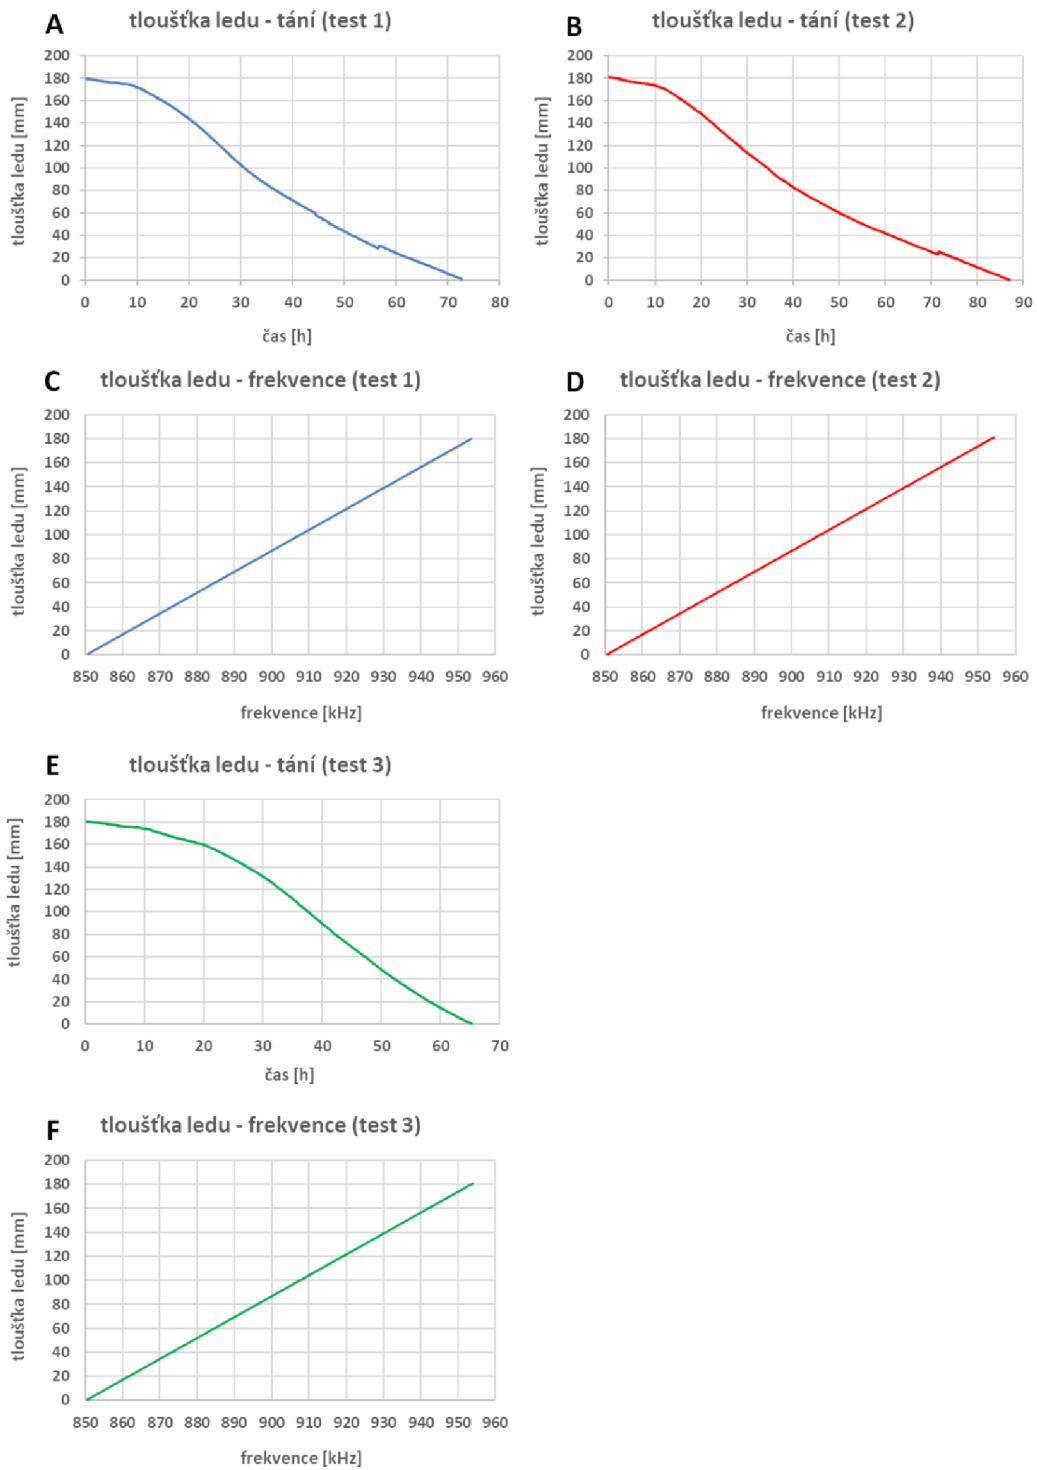 A tloušťka ledu - tání (test 1)
200
180
160
140
120
100
80
60
40
20
0
tloušťka ledu [mm]
0 10 20 30 40 50 60 70 80
čas [h]
B tloušťka ledu - tání (test 2)
200
180
160
140
120
100
80
60
40
20
0
tloušťka ledu [mm]
0 10 20 30 40 50 60 70 80 90
čas [h]
C tloušťka ledu - frekvence (test 1)
200
180
160
140
120
100
80
60
40
20
0
tloušťka ledu [mm]
850 860 870 880 890 900 910 920 930 940 950 960
frekvence [kHz]
D tloušťka ledu - frekvence (test 2)
200
180
160
140
120
100
80
60
40
20
0
tloušťka ledu [mm]
850 860 870 880 890 900 910 920 930 940 950 960
frekvence [kHz]
E tloušťka ledu - tání (test 3)
200
180
160
140
120
100
80
60
40
20
0
tloušťka ledu [mm]
0 10 20 30 40 50 60 70
čas [h]
F tloušťka ledu - frekvence (test 3)
200
180
160
140
120
100
80
60
40
20
0
tloušťka ledu [mm]
850 860 870 880 890 900 910 920 930 940 950 960
frekvence [kHz]